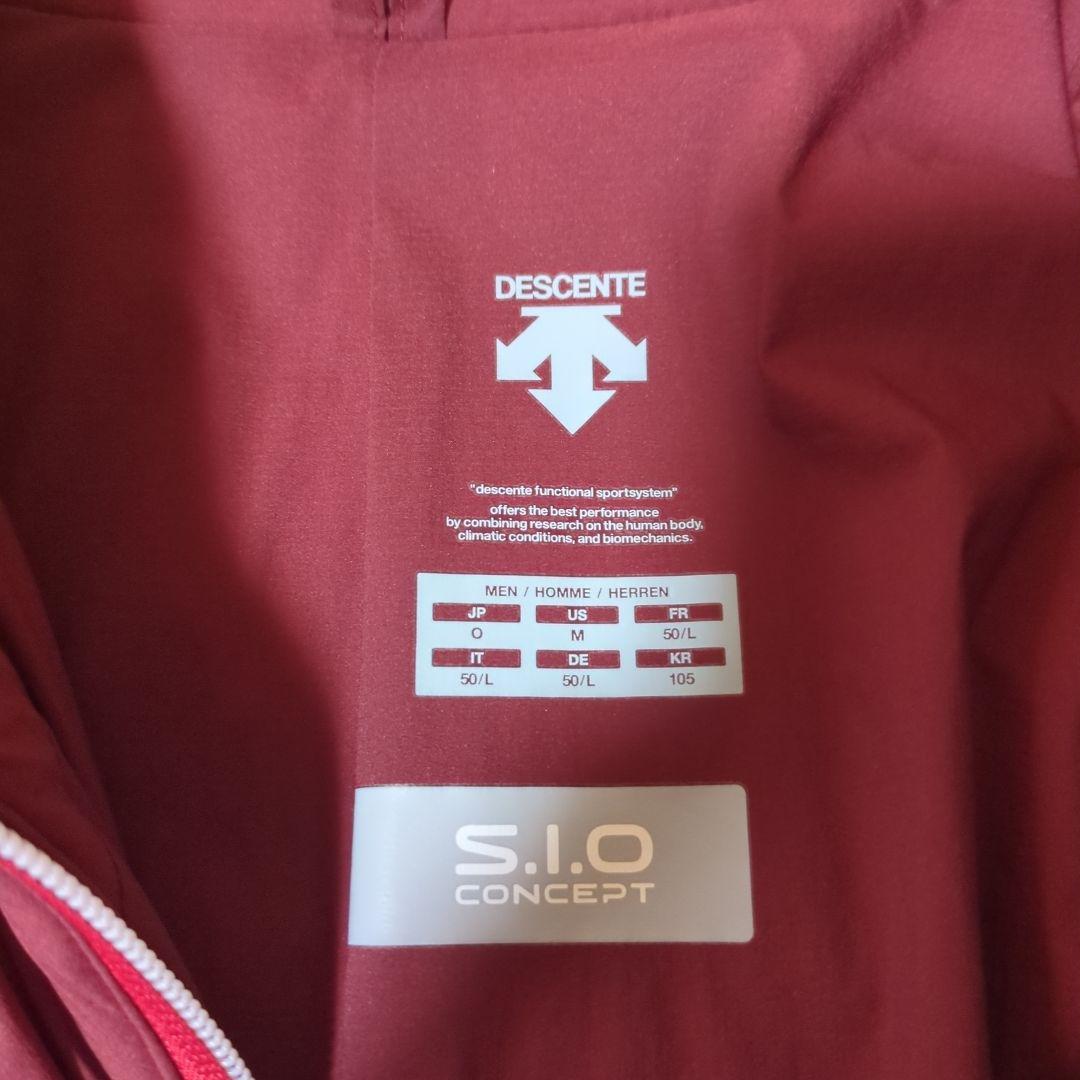 DESCENTE
"descente functional sportsystem"
offers the best performance
by combining research on the human body,
climatic conditions, and biomechanics.
MEN / HOMME / HERREN
JP US FR
O M 50/L
IT DE KR
50/L 50/L 105
S.I.O
CONCEPT